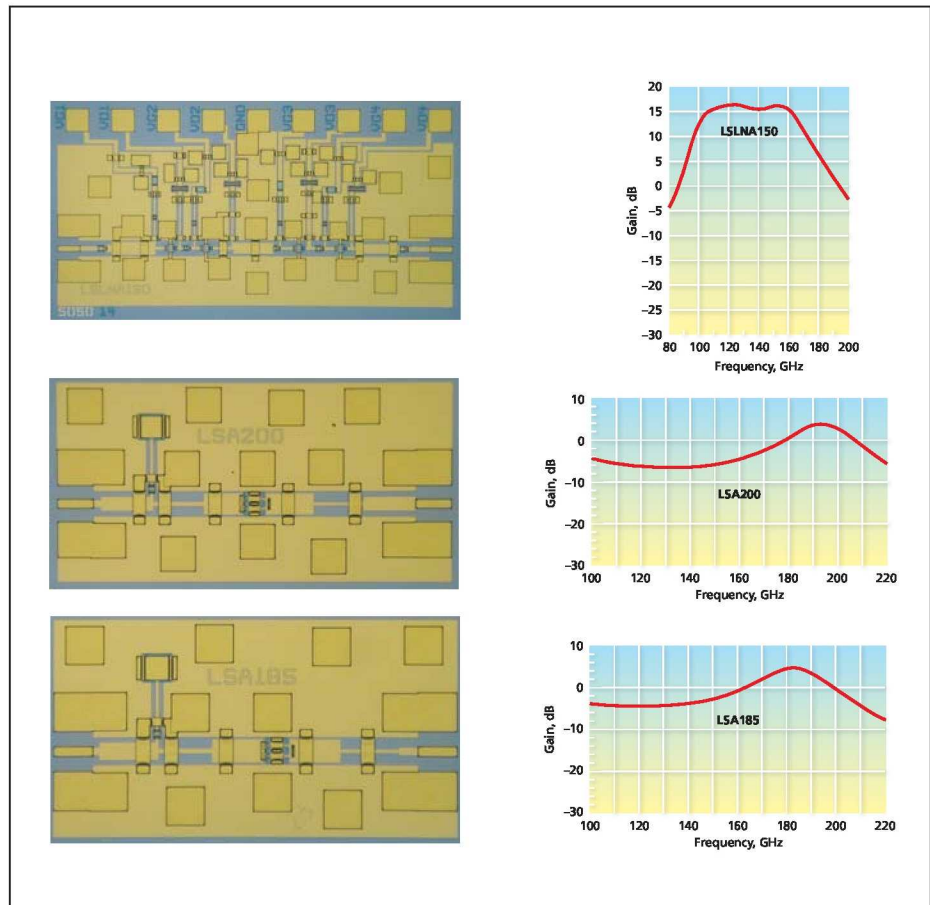 VG1 VD1 VG2 VD2 GND VG3 VD3 VG4 VD4
LSLNA150
5050 14
20
15
10
5
0
–5
–10
–15
–20
–25
–30
Gain, dB
LSLNA150
80 100 120 140 160 180 200
Frequency, GHz
LSA200
10
0
–10
–20
–30
Gain, dB
LSA200
100 120 140 160 180 200 220
Frequency, GHz
LSA185
10
0
–10
–20
–30
Gain, dB
LSA185
100 120 140 160 180 200 220
Frequency, GHz